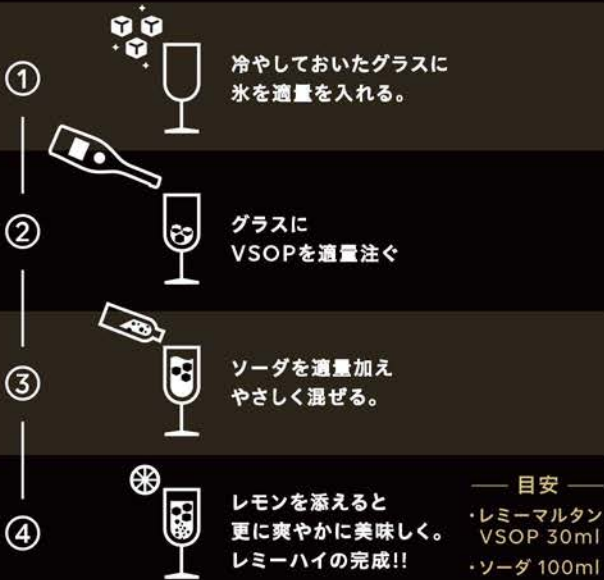 ①
冷やしておいたグラスに
氷を適量を入れる。
②
グラスに
VSOPを適量注ぐ
③
ソーダを適量加え
やさしく混ぜる。
④
レモンを添えると
更に爽やかに美味しく。
レミーハイの完成!!
目安
・レミーマルタン
VSOP 30ml
・ソーダ 100ml